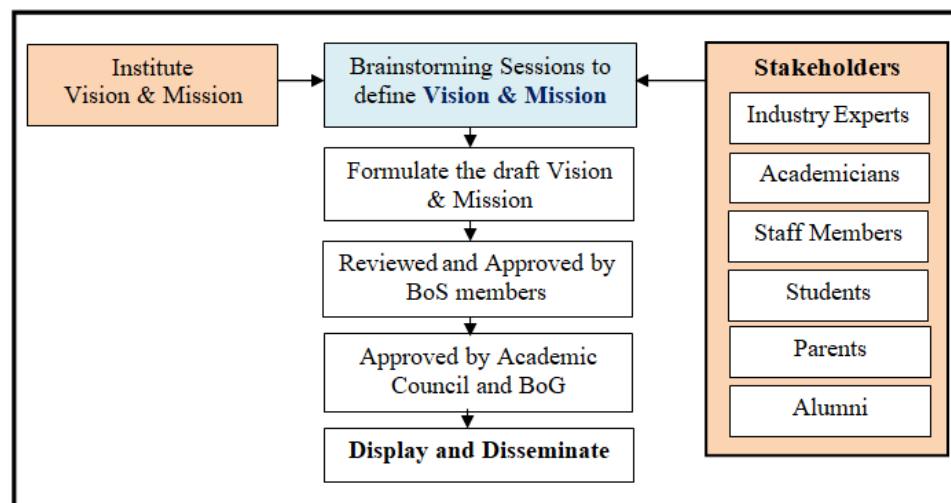 Institute
Vision & Mission
Brainstorming Sessions to
define Vision & Mission
Formulate the draft Vision
& Mission
Reviewed and Approved by
BoS members
Approved by Academic
Council and BoG
Display and Disseminate
Stakeholders
Industry Experts
Academicians
Staff Members
Students
Parents
Alumni